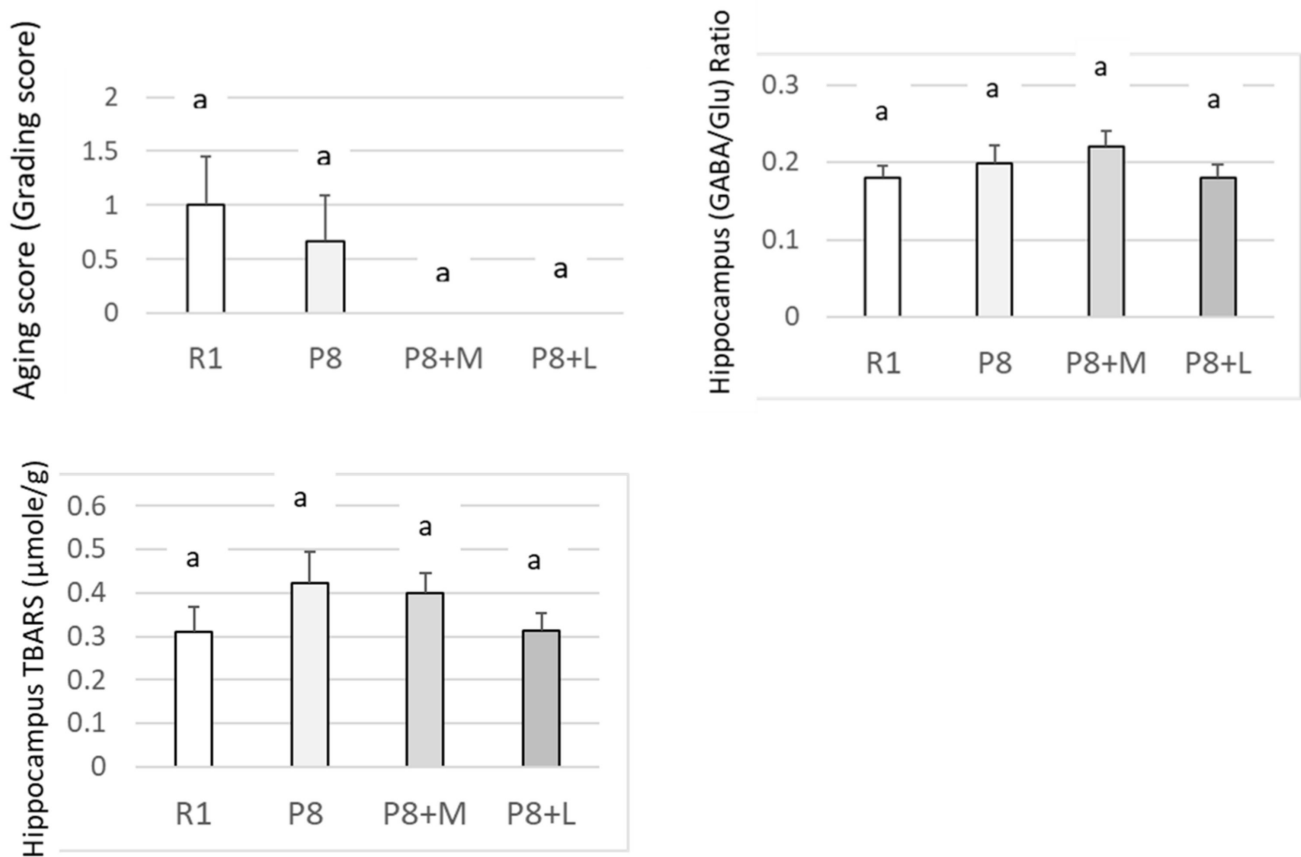 Aging score (Grading score)
2
1.5
1
0.5
0
a
a
a
a
R1 P8 P8+M P8+L
Hippocampus (GABA/Glu) Ratio
0.3
0.2
0.1
0
a
a
a
a
R1 P8 P8+M P8+L
Hippocampus TBARS (μmole/g)
0.6
0.5
0.4
0.3
0.2
0.1
0
a
a
a
a
R1 P8 P8+M P8+L